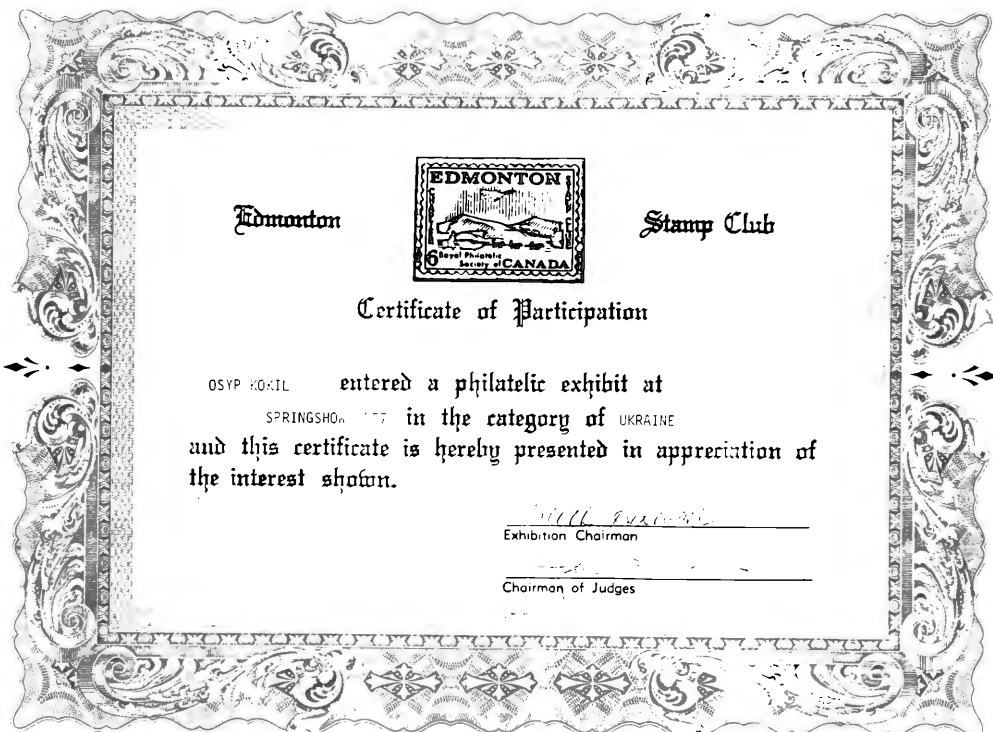 EDMONTON
6 Royal Philatelic
Society of CANADA
Edmonton Stamp Club
Certificate of Participation
OSYP entered a philatelic exhibit at
in the category of UKRAINE
and this certificate is hereby presented in appreciation of
the interest shown.
Exhibition Chairman
Chairman of Judges